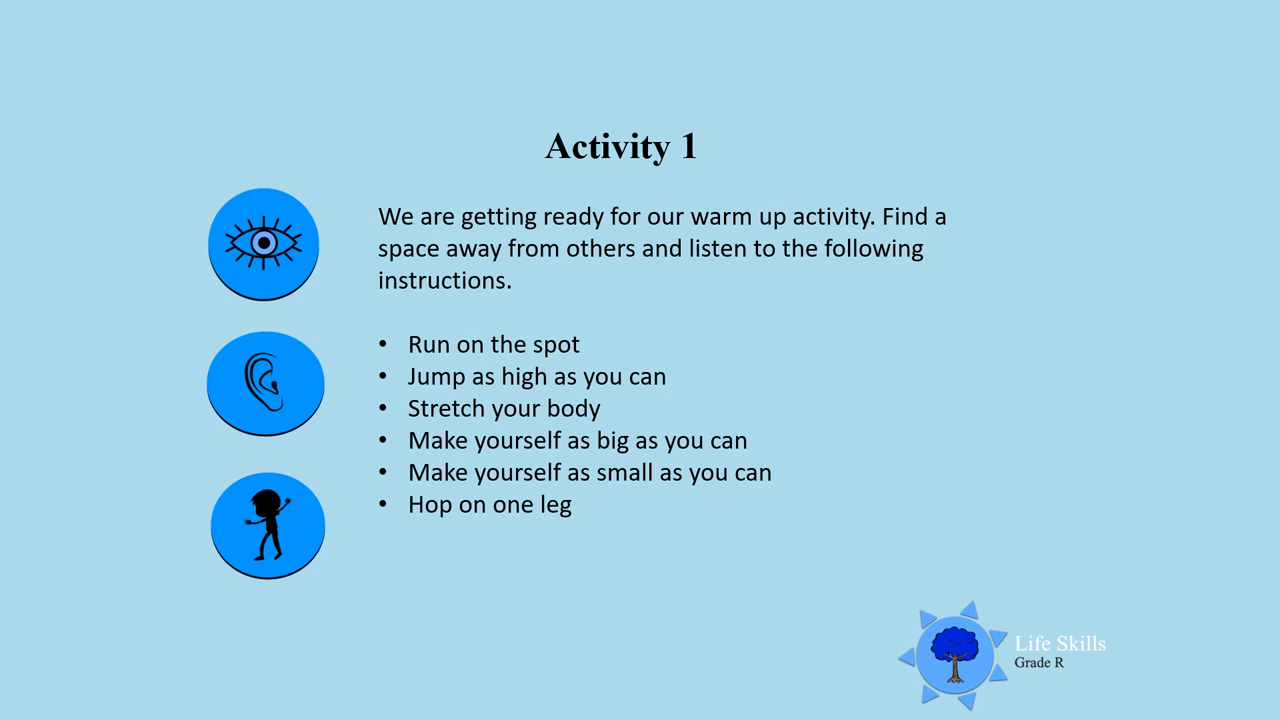 Activity 1
We are getting ready for our warm up activity. Find a
space away from others and listen to the following
instructions.
• Run on the spot
• Jump as high as you can
• Stretch your body
• Make yourself as big as you can
• Make yourself as small as you can
• Hop on one leg
Life Skills
Grade R